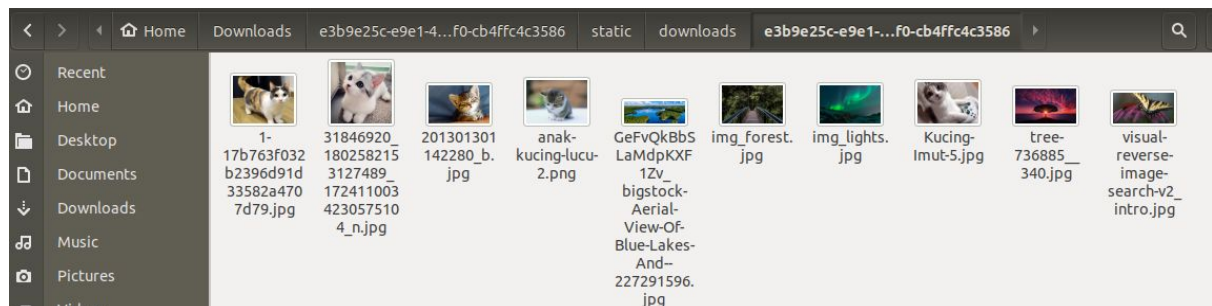 Home Downloads e3b9e25c-e9e1-4...f0-cb4ffc4c3586 static downloads e3b9e25c-e9e1-...f0-cb4ffc4c3586
Recent
Home
Desktop
Documents
Downloads
Music
Pictures
1-
17b763f032
b2396d91d
33582a470
7d79.jpg
31846920_
180258215
3127489_
172411003
423057510
4_n.jpg
201301301
142280_b.
jpg
anak-
kucing-lucu-
2.png
GeFvQkBbS
LaMdpKXF
1Zv_
bigstock-
Aerial-
View-Of-
Blue-Lakes-
And--
227291596.
jpg
img_forest.
jpg
img_lights.
jpg
Kucing-
Imut-5.jpg
tree-
736885__
340.jpg
visual-
reverse-
image-
search-v2_
intro.jpg